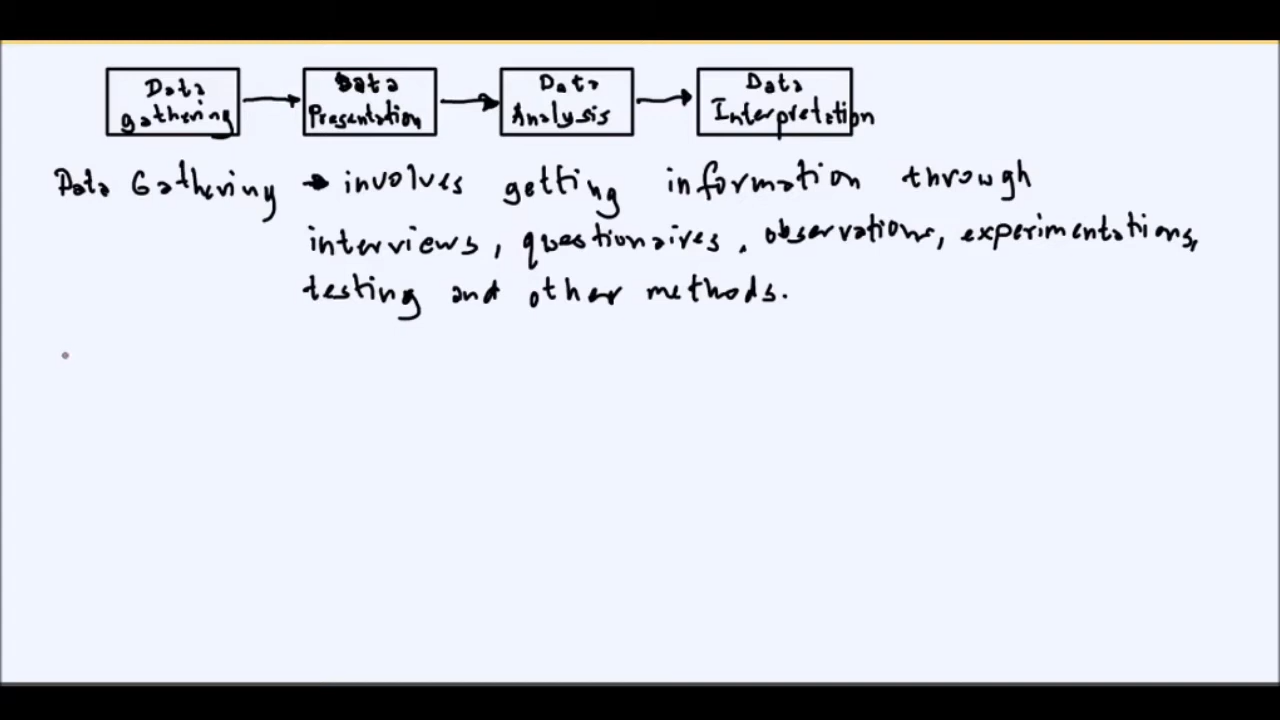 Data gathering → Data Presentation → Data Analysis → Data Interpretation
Data Gathering → involves getting information through
interviews, questionaires, observations, experimentations,
testing and other methods.